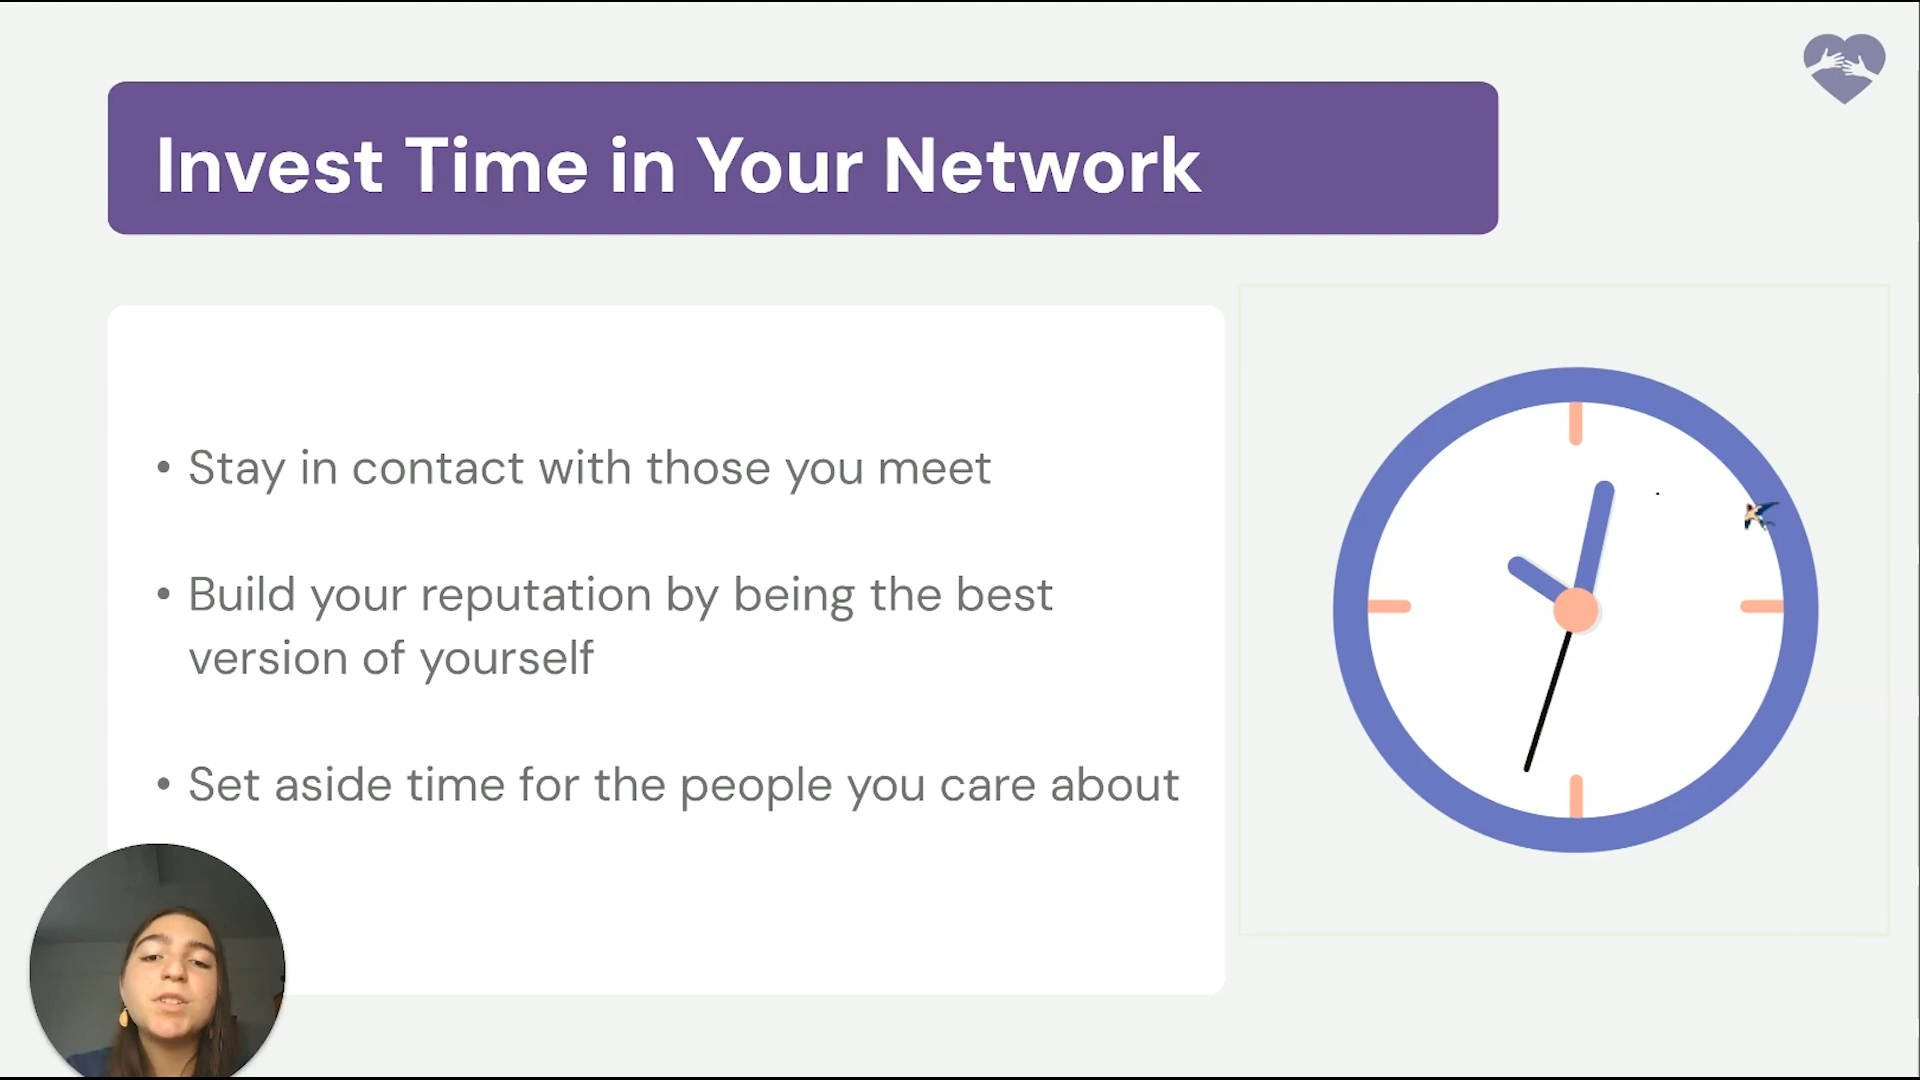 Invest Time in Your Network
• Stay in contact with those you meet
• Build your reputation by being the best
version of yourself
• Set aside time for the people you care about